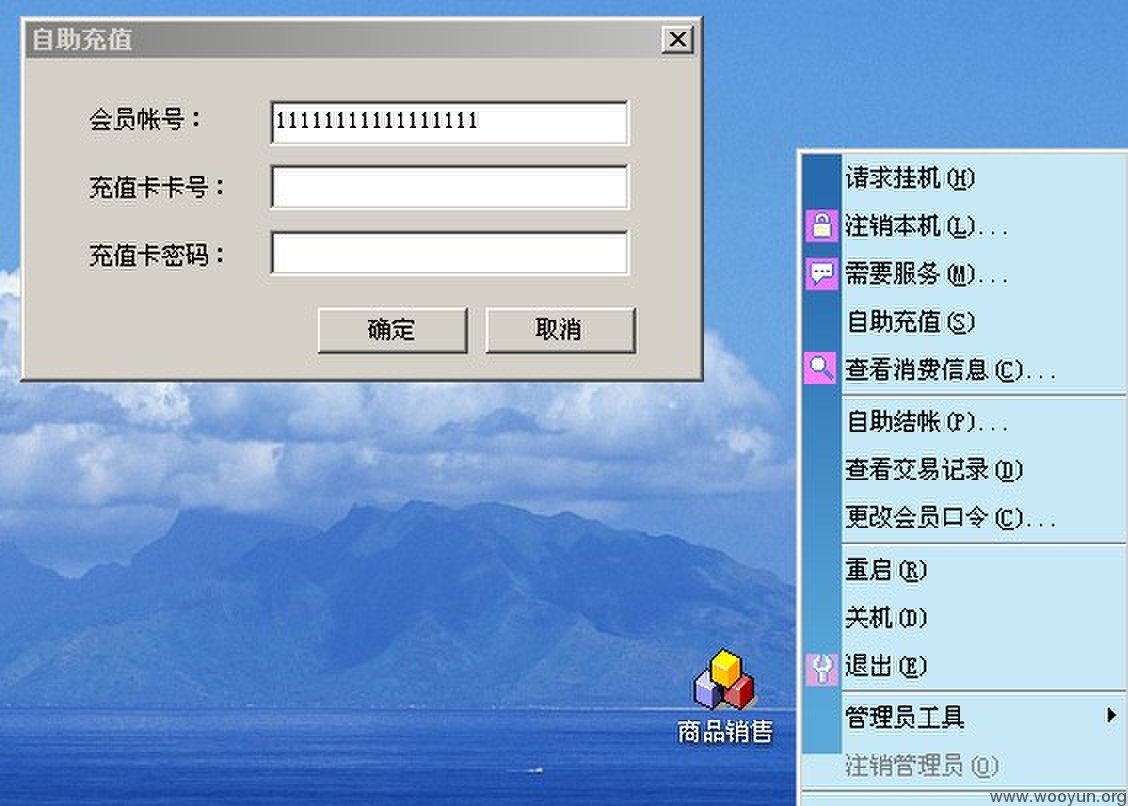 自助充值
会员帐号：
11111111111111111
充值卡卡号：
充值卡密码：
确定
取消
请求挂机(H)
注销本机(L)...
需要服务(M)...
自助充值(S)
查看消费信息(C)...
自助结帐(P)...
查看交易记录(D)
更改会员口令(C)...
重启(R)
关机(D)
退出(E)
管理员工具
注销管理员(O)
商品销售
www.wooyun.org